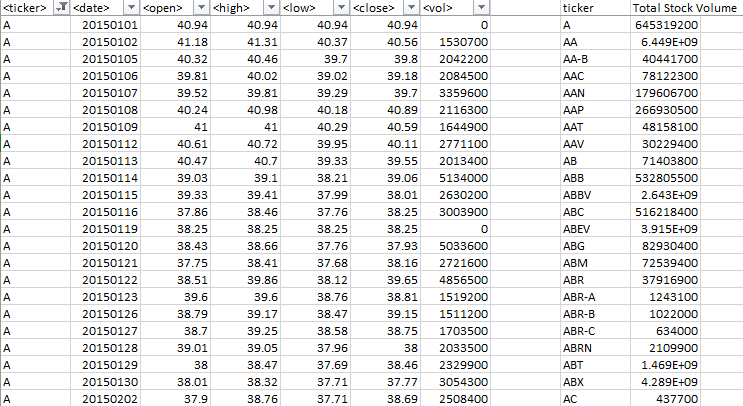 <ticker> <date> <open> <high> <low> <close> <vol> ticker Total Stock Volume
A 20150101 40.94 40.94 40.94 40.94 0 A 645319200
A 20150102 41.18 41.31 40.37 40.56 1530700 AA 6.449E+09
A 20150105 40.32 40.46 39.7 39.8 2042200 AA-B 40441700
A 20150106 39.81 40.02 39.02 39.18 2084500 AAC 78122300
A 20150107 39.52 39.81 39.29 39.7 3359600 AAN 179606700
A 20150108 40.24 40.98 40.18 40.89 2116300 AAP 266930500
A 20150109 41 41 40.29 40.59 1644900 AAT 48158100
A 20150112 40.61 40.72 39.95 40.11 2771100 AAV 30229400
A 20150113 40.47 40.7 39.33 39.55 2013400 AB 71403800
A 20150114 39.03 39.1 38.21 39.06 5134000 ABB 532805500
A 20150115 39.33 39.41 37.99 38.01 2630200 ABBV 2.643E+09
A 20150116 37.86 38.46 37.76 38.25 3003900 ABC 516218400
A 20150119 38.25 38.25 38.25 38.25 0 ABEV 3.915E+09
A 20150120 38.43 38.66 37.76 37.93 5033600 ABG 82930400
A 20150121 37.75 38.41 37.68 38.16 2721600 ABM 72539400
A 20150122 38.51 39.86 38.12 39.65 4856500 ABR 37916900
A 20150123 39.6 39.6 38.76 38.81 1519200 ABR-A 1243100
A 20150126 38.79 39.17 38.47 39.15 1511200 ABR-B 1022000
A 20150127 38.7 39.25 38.58 38.75 1703500 ABR-C 634000
A 20150128 39.01 39.05 37.96 38 2033500 ABRN 2109900
A 20150129 38 38.47 37.69 38.46 2329900 ABT 1.469E+09
A 20150130 38.01 38.32 37.71 37.77 3054300 ABX 4.289E+09
A 20150202 37.9 38.76 37.71 38.69 2508400 AC 437700